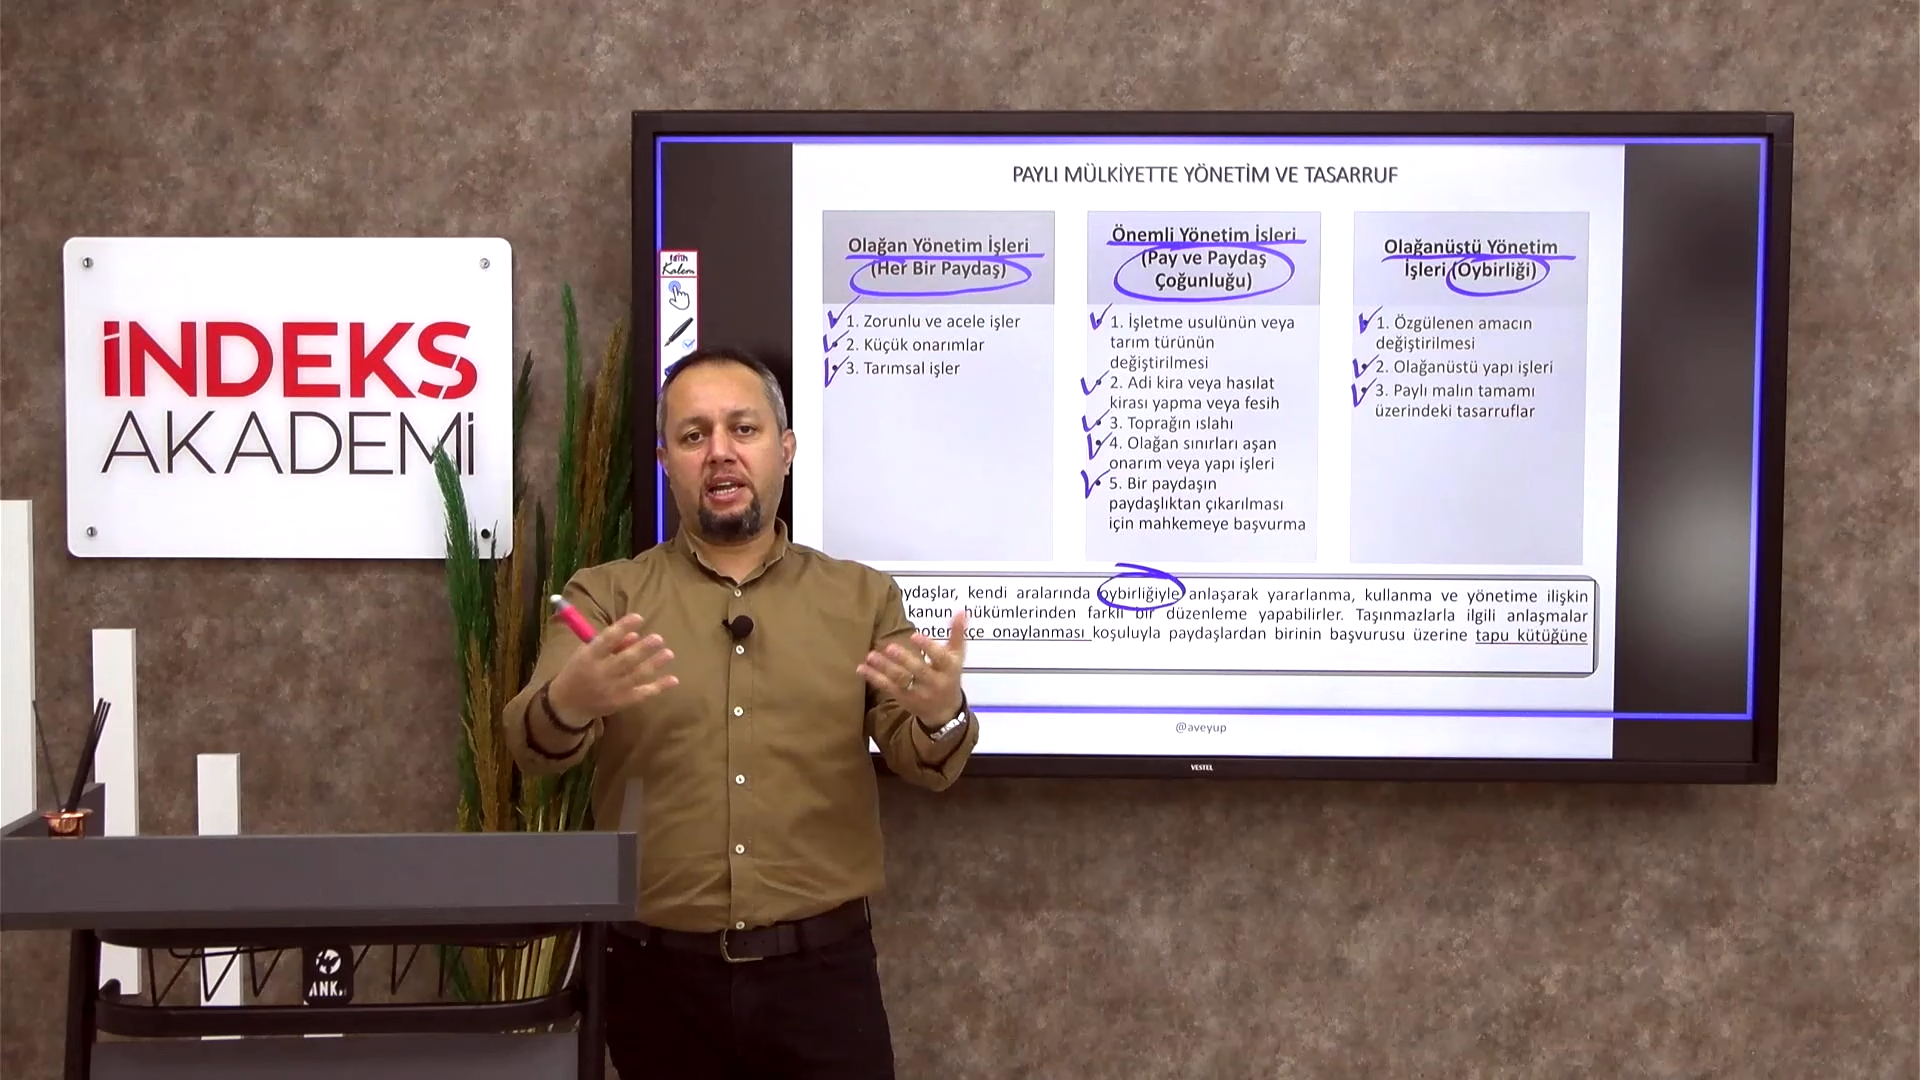 İNDEKS
AKADEMİ
PAYLI MÜLKİYETTE YÖNETİM VE TASARRUF
Olağan Yönetim İşleri
(Her Bir Paydaş)
1. Zorunlu ve acele işler
2. Küçük onarımlar
3. Tarımsal işler
Önemli Yönetim İşleri
(Pay ve Paydaş
Çoğunluğu)
1. İşletme usulünün veya
tarım türünün
değiştirilmesi
2. Adi kira veya hasılat
kirası yapma veya fesih
3. Toprağın ıslahı
4. Olağan sınırları aşan
onarım veya yapı işleri
5. Bir paydaşın
paydaşlıktan çıkarılması
için mahkemeye başvurma
Olağanüstü Yönetim
İşleri (Oybirliği)
1. Özgülenen amacın
değiştirilmesi
2. Olağanüstü yapı işleri
3. Paylı malın tamamı
üzerindeki tasarruflar
ydaşlar, kendi aralarında oybirliğiyle anlaşarak yararlanma, kullanma ve yönetime ilişkin
kanun hükümlerinden farklı bir düzenleme yapabilirler. Taşınmazlarla ilgili anlaşmalar
noterlikçe onaylanması koşuluyla paydaşlardan birinin başvurusu üzerine tapu kütüğüne
@aveyup
VESTEL
Kalem
ANK